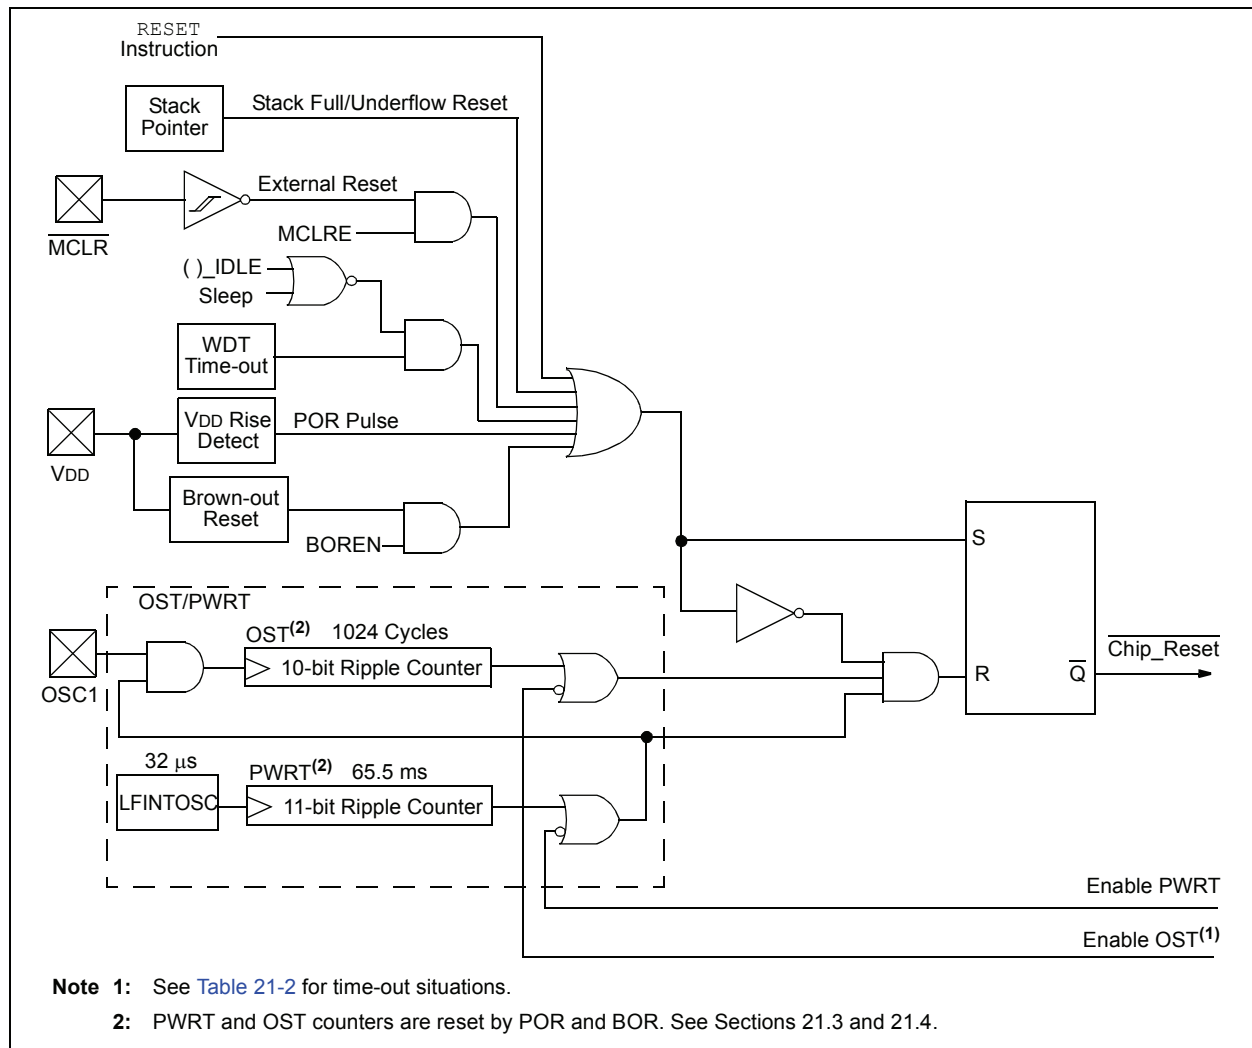 RESET
Instruction
Stack
Pointer
Stack Full/Underflow Reset
External Reset
MCLR
MCLRE
( )_IDLE
Sleep
WDT
Time-out
VDD Rise
Detect
POR Pulse
VDD
Brown-out
Reset
BOREN
S
OST/PWRT
OST(2) 1024 Cycles
10-bit Ripple Counter
OSC1
Chip_Reset
R
Q
32 μs
PWRT(2) 65.5 ms
LFINTOSC
11-bit Ripple Counter
Enable PWRT
Enable OST(1)
Note 1: See Table 21-2 for time-out situations.
2: PWRT and OST counters are reset by POR and BOR. See Sections 21.3 and 21.4.